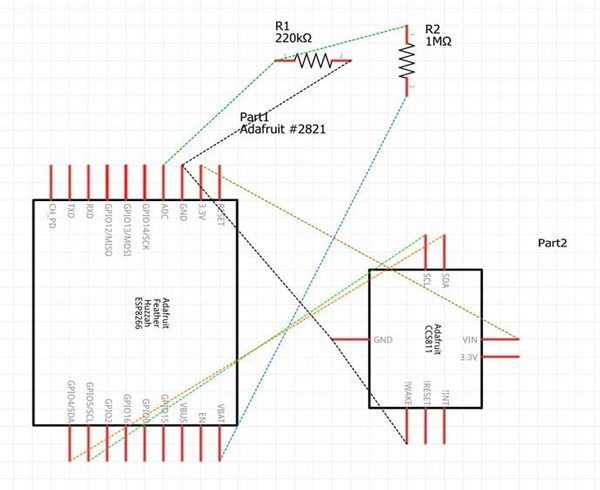 R1
220kΩ
R2
1MΩ
Part1
Adafruit #2821
CH_PD
TXD
RXD
GPIO12/MISO
GPIO13/MOSI
GPIO14/SCK
ADC
GND
3.3V
RESET
Adafruit
Feather
Huzzah
ESP8266
GPIO4/SDA
GPIO5/SCL
GPIO2
GPIO16
GPIO15
VBUS
EN
VBAT
Part2
SCL
SDA
Adafruit
CCS811
GND
VIN
3.3V
!WAKE
!RESET
!INT